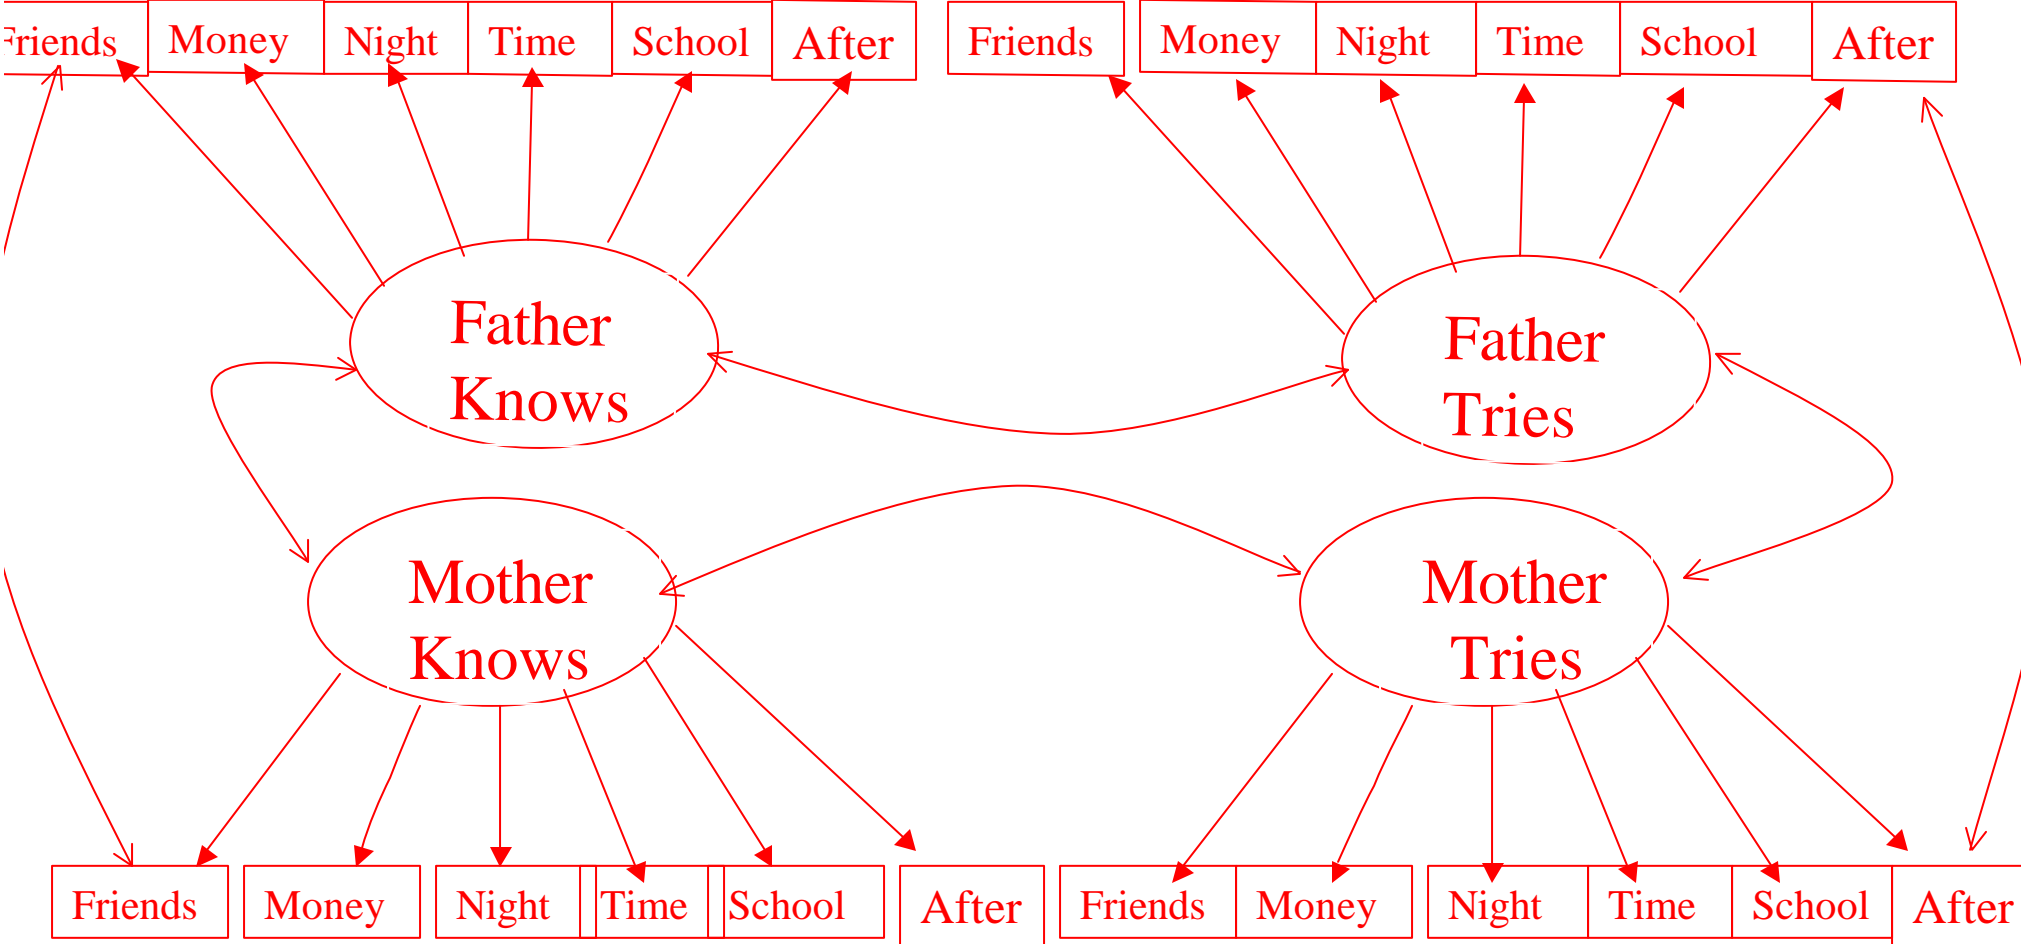 Friends Money Night Time School After Friends Money Night Time School After
Father
Knows
Father
Tries
Mother
Knows
Mother
Tries
Friends Money Night Time School After Friends Money Night Time School After